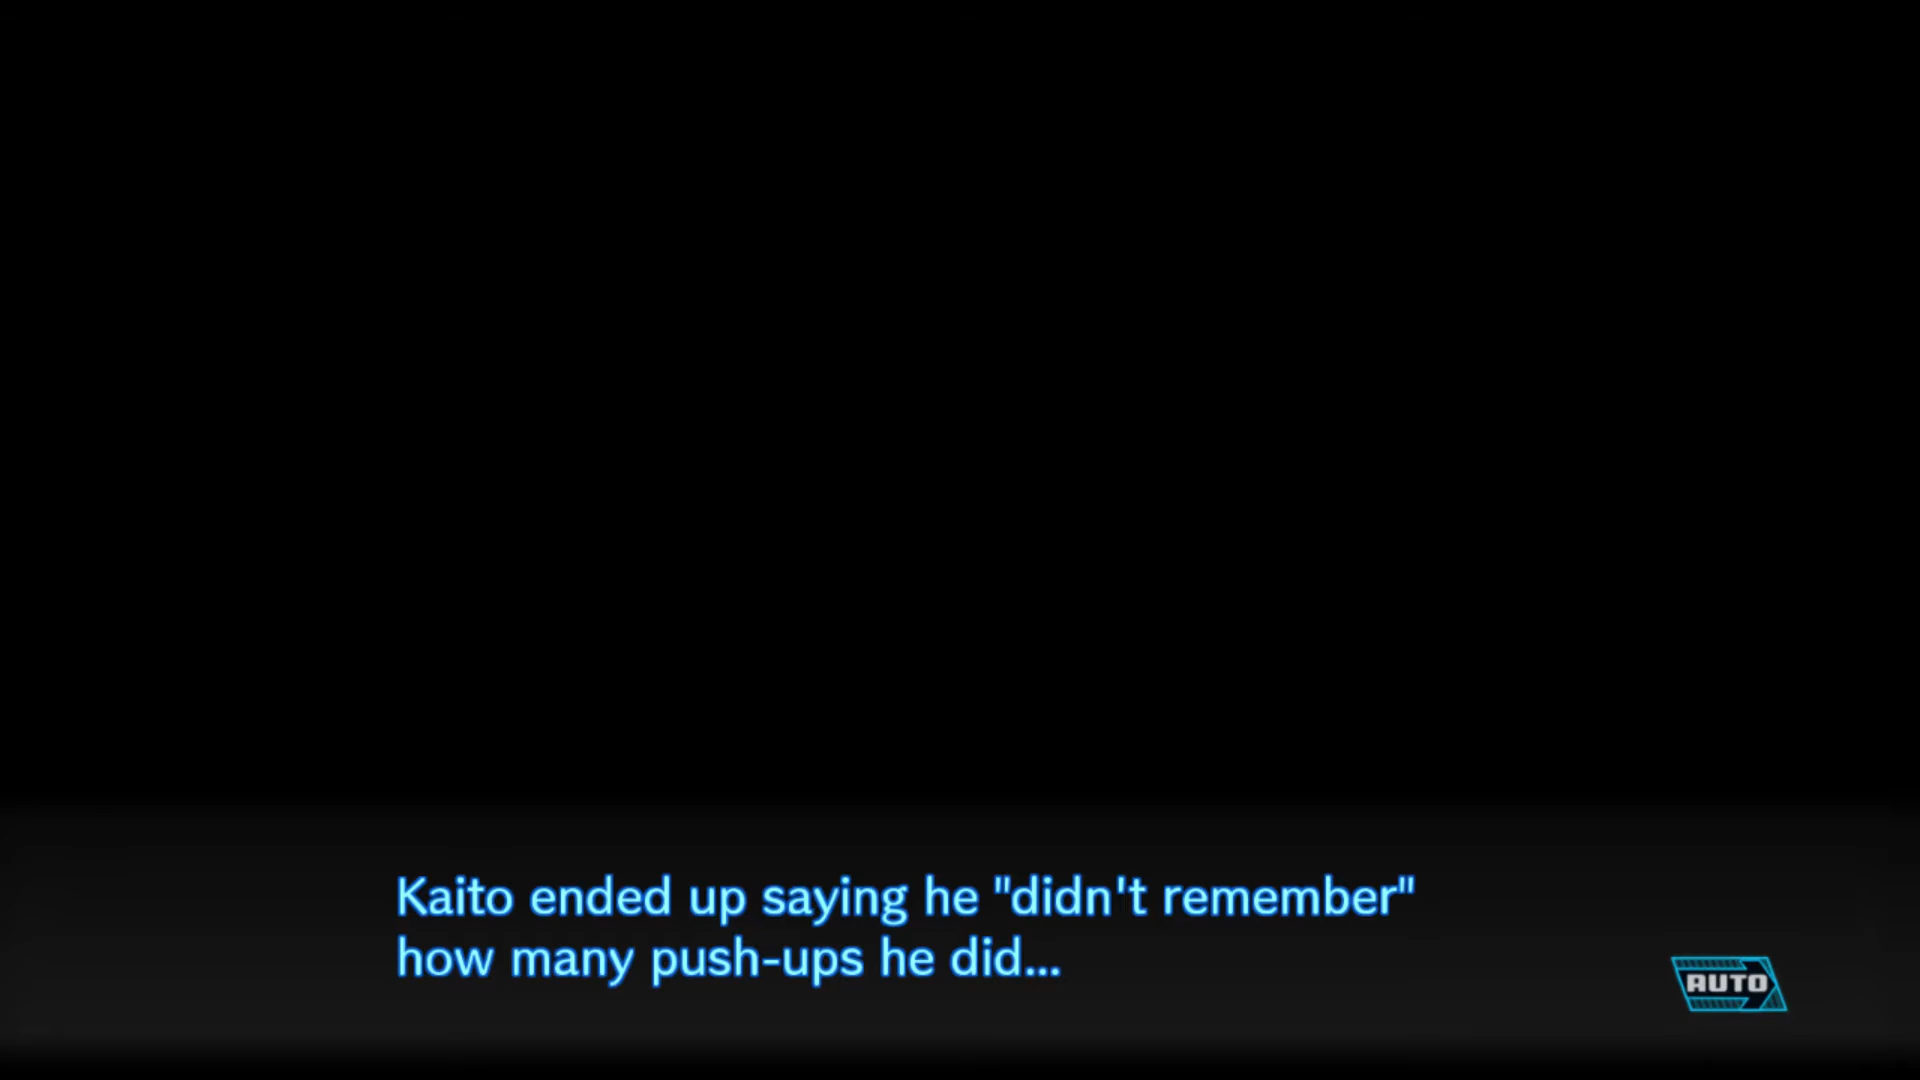 Kaito ended up saying he "didn't remember"
how many push-ups he did...
AUTO